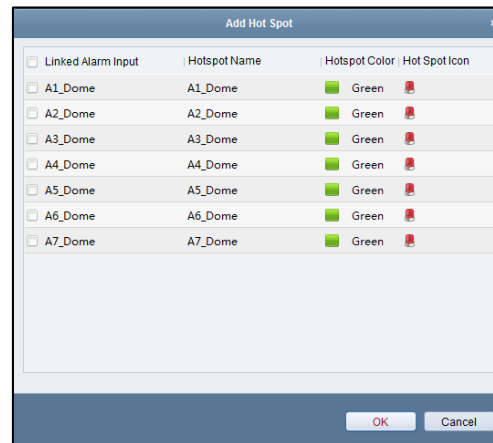 Add Hot Spot
Linked Alarm Input Hotspot Name Hotspot Color Hot Spot Icon
A1_Dome A1_Dome Green
A2_Dome A2_Dome Green
A3_Dome A3_Dome Green
A4_Dome A4_Dome Green
A5_Dome A5_Dome Green
A6_Dome A6_Dome Green
A7_Dome A7_Dome Green
OK Cancel